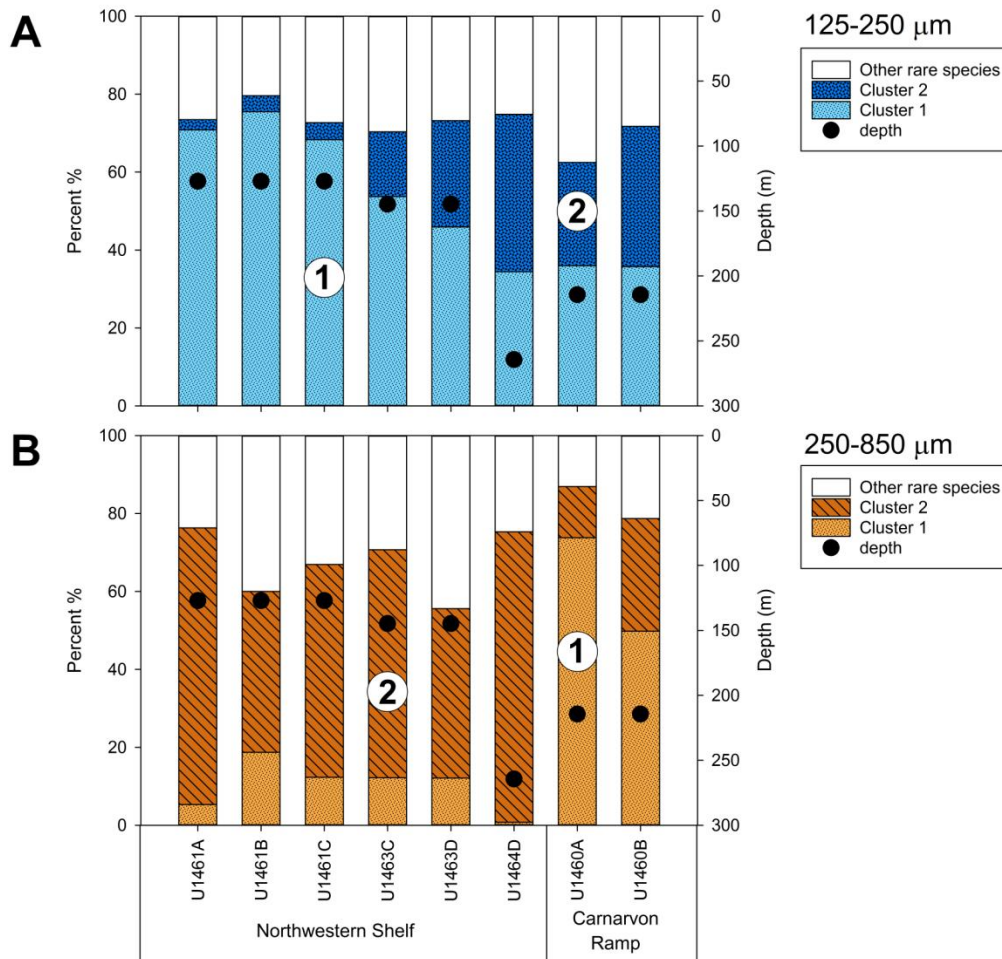 A
125-250 μm
Other rare species
Cluster 2
Cluster 1
depth
Percent %
100
80
60
40
20
0
0
50
100
150
200
250
300
Depth (m)
1
2
B
250-850 μm
Other rare species
Cluster 2
Cluster 1
depth
Percent %
100
80
60
40
20
0
0
50
100
150
200
250
300
Depth (m)
2
1
U1461A
U1461B
U1461C
U1463C
U1463D
U1464D
U1460A
U1460B
Northwestern Shelf
Carnarvon
Ramp